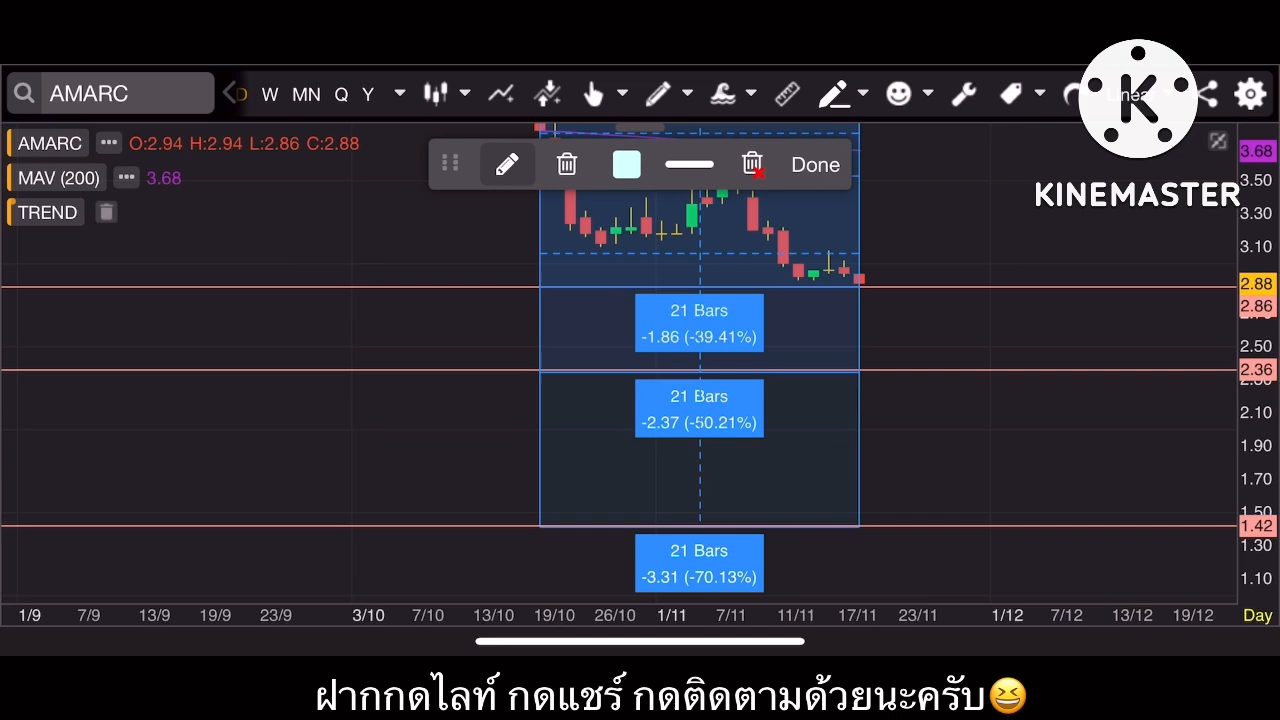 AMARC
D W MN Q Y
Linear
KINEMASTER
AMARC ••• O:2.94 H:2.94 L:2.86 C:2.88
MAV (200) ••• 3.68
TREND
Done
3.68
3.50
3.30
3.10
2.88
2.86
2.50
2.36
2.10
1.90
1.70
1.50
1.42
1.30
1.10
21 Bars
-1.86 (-39.41%)
21 Bars
-2.37 (-50.21%)
21 Bars
-3.31 (-70.13%)
1/9 7/9 13/9 19/9 23/9 3/10 7/10 13/10 19/10 26/10 1/11 7/11 11/11 17/11 23/11 1/12 7/12 13/12 19/12 Day
ฝากกดไลท์ กดแชร์ กดติดตามด้วยนะครับ😆